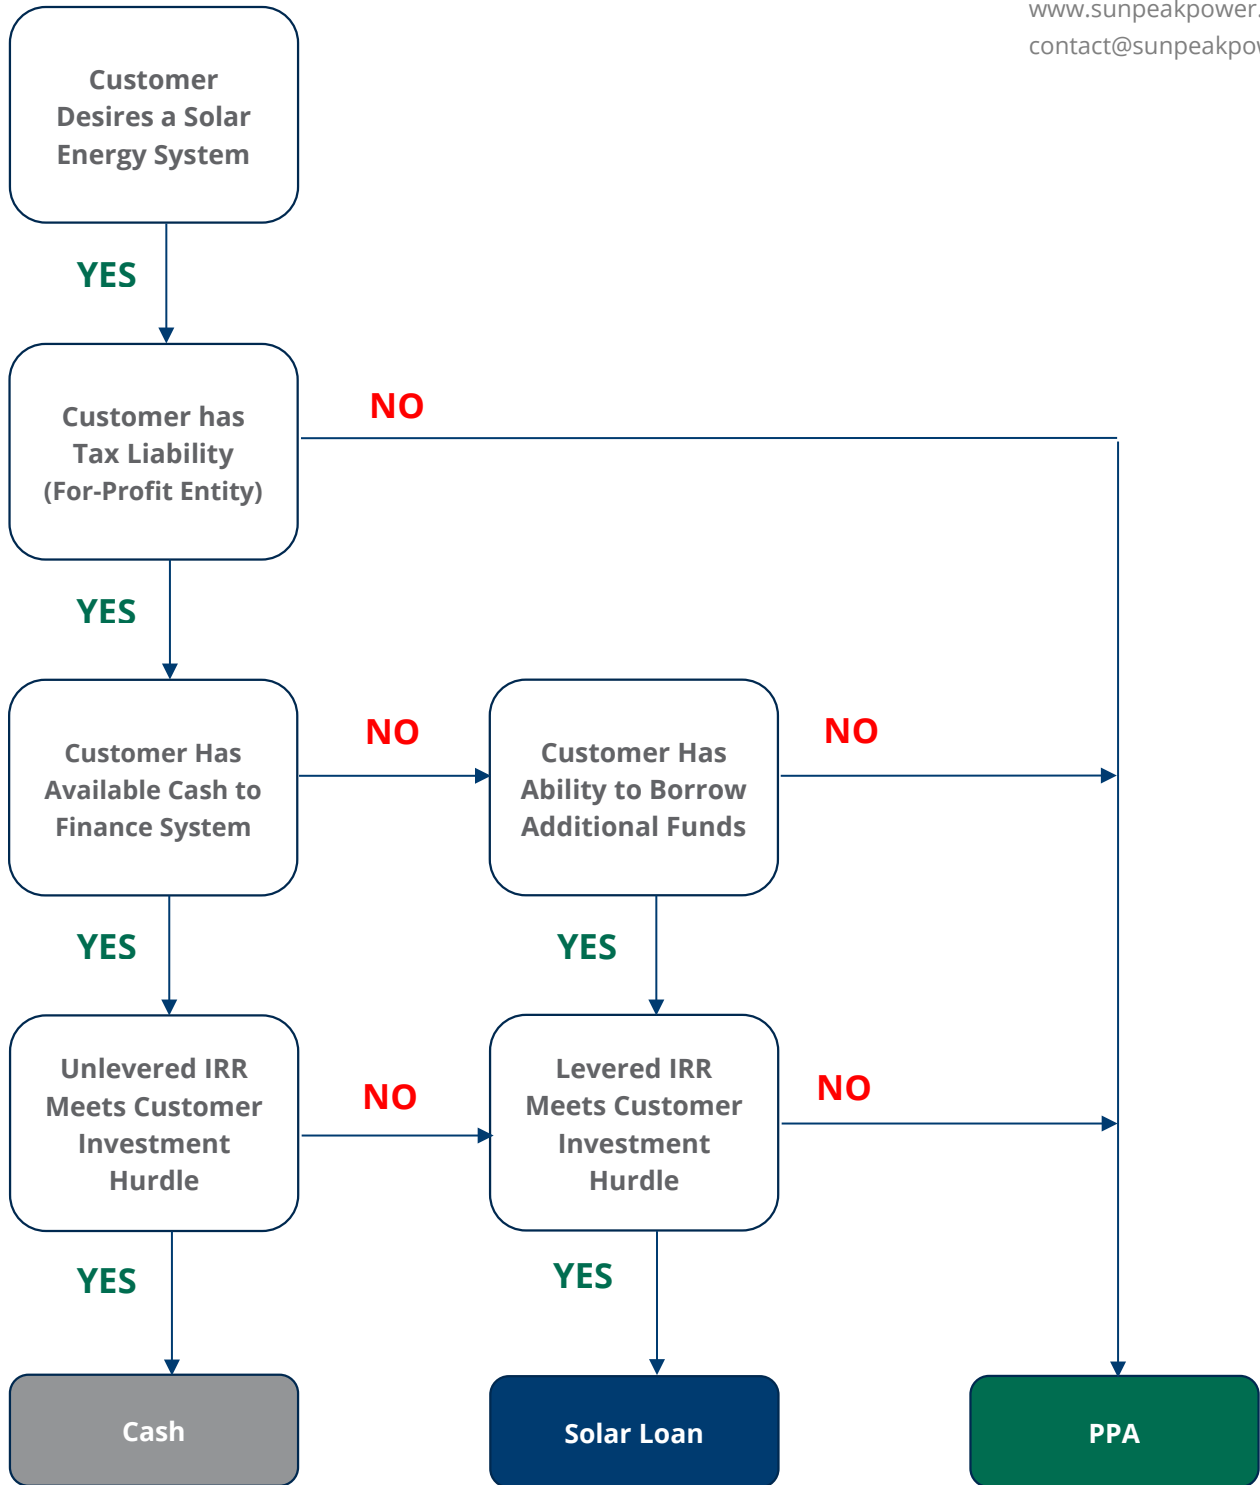 www.sunpeakpower.
contact@sunpeakpow
Customer
Desires a Solar
Energy System
YES
Customer has
Tax Liability
(For-Profit Entity)
NO
YES
Customer Has
Available Cash to
Finance System
NO
Customer Has
Ability to Borrow
Additional Funds
NO
YES
YES
Unlevered IRR
Meets Customer
Investment
Hurdle
NO
Levered IRR
Meets Customer
Investment
Hurdle
NO
YES
YES
Cash
Solar Loan
PPA